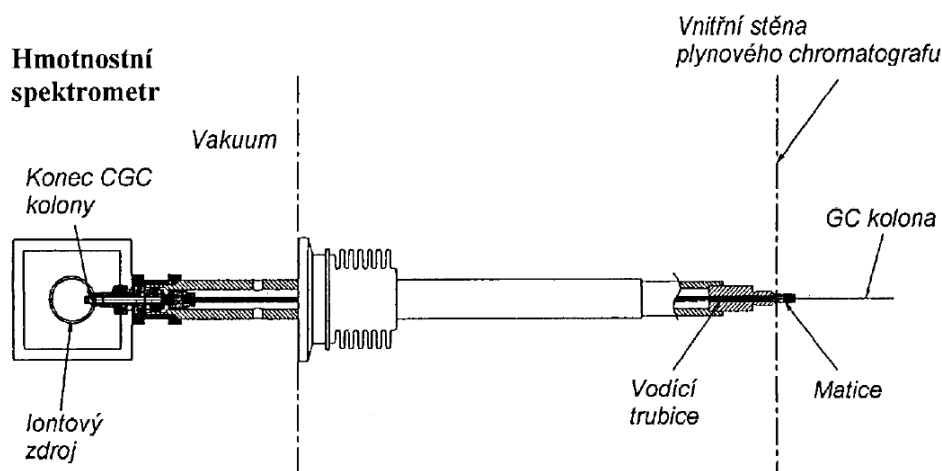 Hmotnostní
spektrometr
Vakuum
Vnitřní stěna
plynového chromatografu
Konec CGC
kolony
GC kolona
Iontový
zdroj
Vodící
trubice
Matice